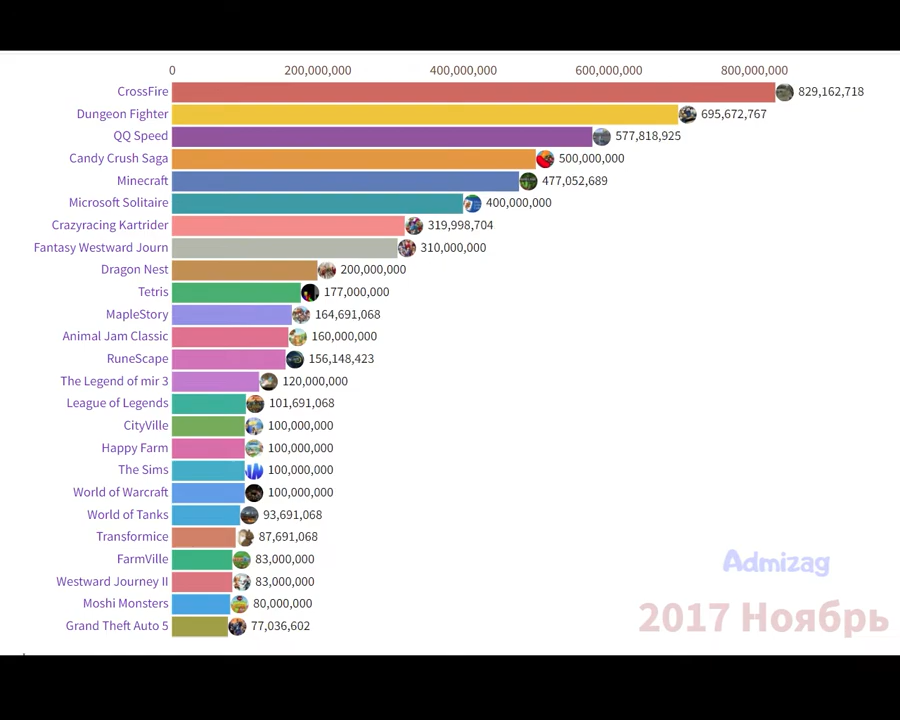 0 200,000,000 400,000,000 600,000,000 800,000,000
CrossFire 829,162,718
Dungeon Fighter 695,672,767
QQ Speed 577,818,925
Candy Crush Saga 500,000,000
Minecraft 477,052,689
Microsoft Solitaire 400,000,000
Crazyracing Kartrider 319,998,704
Fantasy Westward Journ 310,000,000
Dragon Nest 200,000,000
Tetris 177,000,000
MapleStory 164,691,068
Animal Jam Classic 160,000,000
RuneScape 156,148,423
The Legend of mir 3 120,000,000
League of Legends 101,691,068
CityVille 100,000,000
Happy Farm 100,000,000
The Sims 100,000,000
World of Warcraft 100,000,000
World of Tanks 93,691,068
Transformice 87,691,068
FarmVille 83,000,000
Westward Journey II 83,000,000
Moshi Monsters 80,000,000
Grand Theft Auto 5 77,036,602
Admizag
2017 Ноябрь